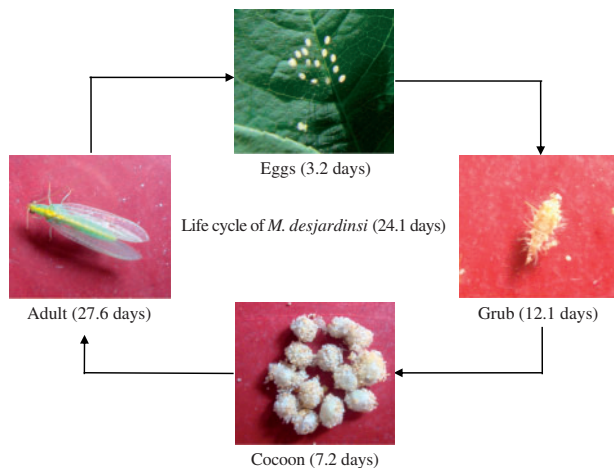 Eggs (3.2 days)
Life cycle of M. desjardinsi (24.1 days)
Adult (27.6 days)
Grub (12.1 days)
Cocoon (7.2 days)